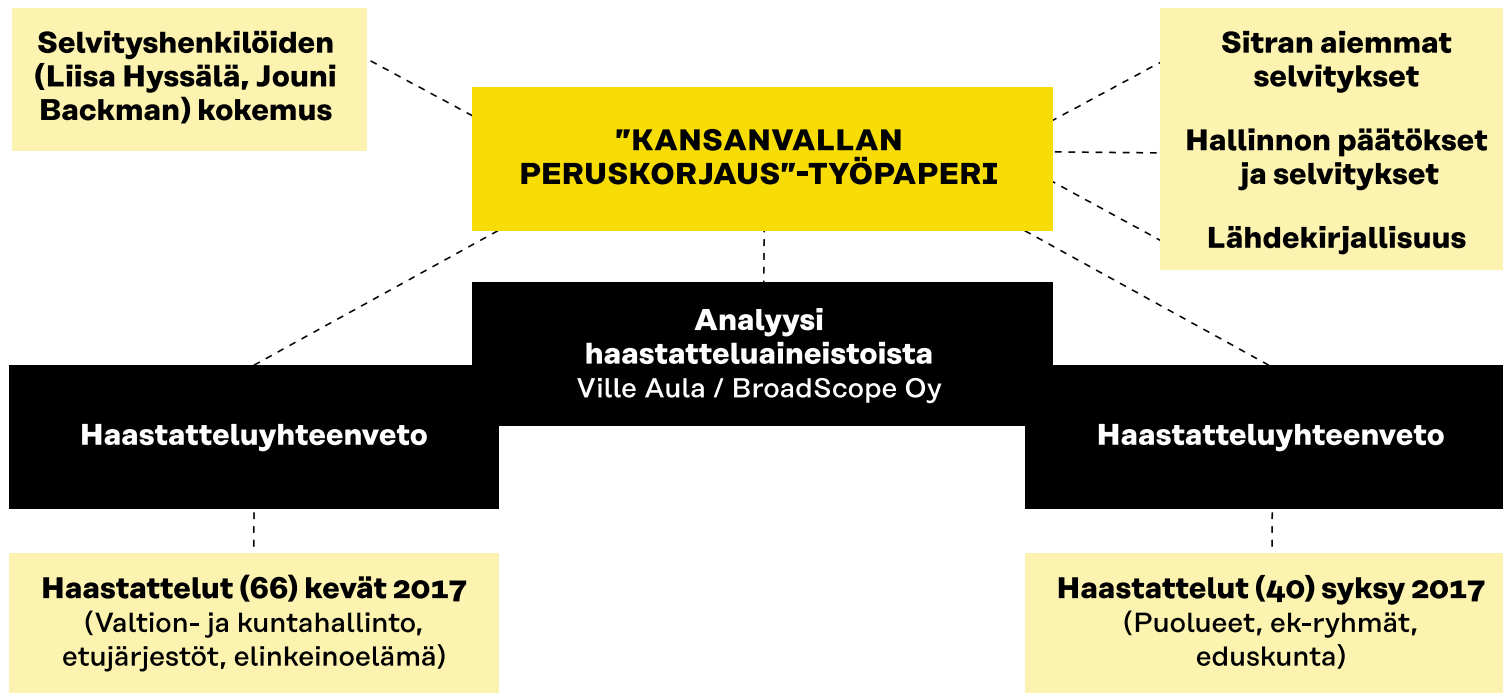 Selvityshenkilöiden
(Liisa Hyssälä, Jouni
Backman) kokemus
”KANSANVALLAN
PERUSKORJAUS”-TYÖPAPERI
Sitran aiemmat
selvitykset
Hallinnon päätökset
ja selvitykset
Lähdekirjallisuus
Analyysi
haastatteluaineistoista
Ville Aula / BroadScope Oy
Haastatteluyhteenveto
Haastatteluyhteenveto
Haastattelut (66) kevät 2017
(Valtion- ja kuntahallinto,
etujärjestöt, elinkeinoelämä)
Haastattelut (40) syksy 2017
(Puolueet, ek-ryhmät,
eduskunta)